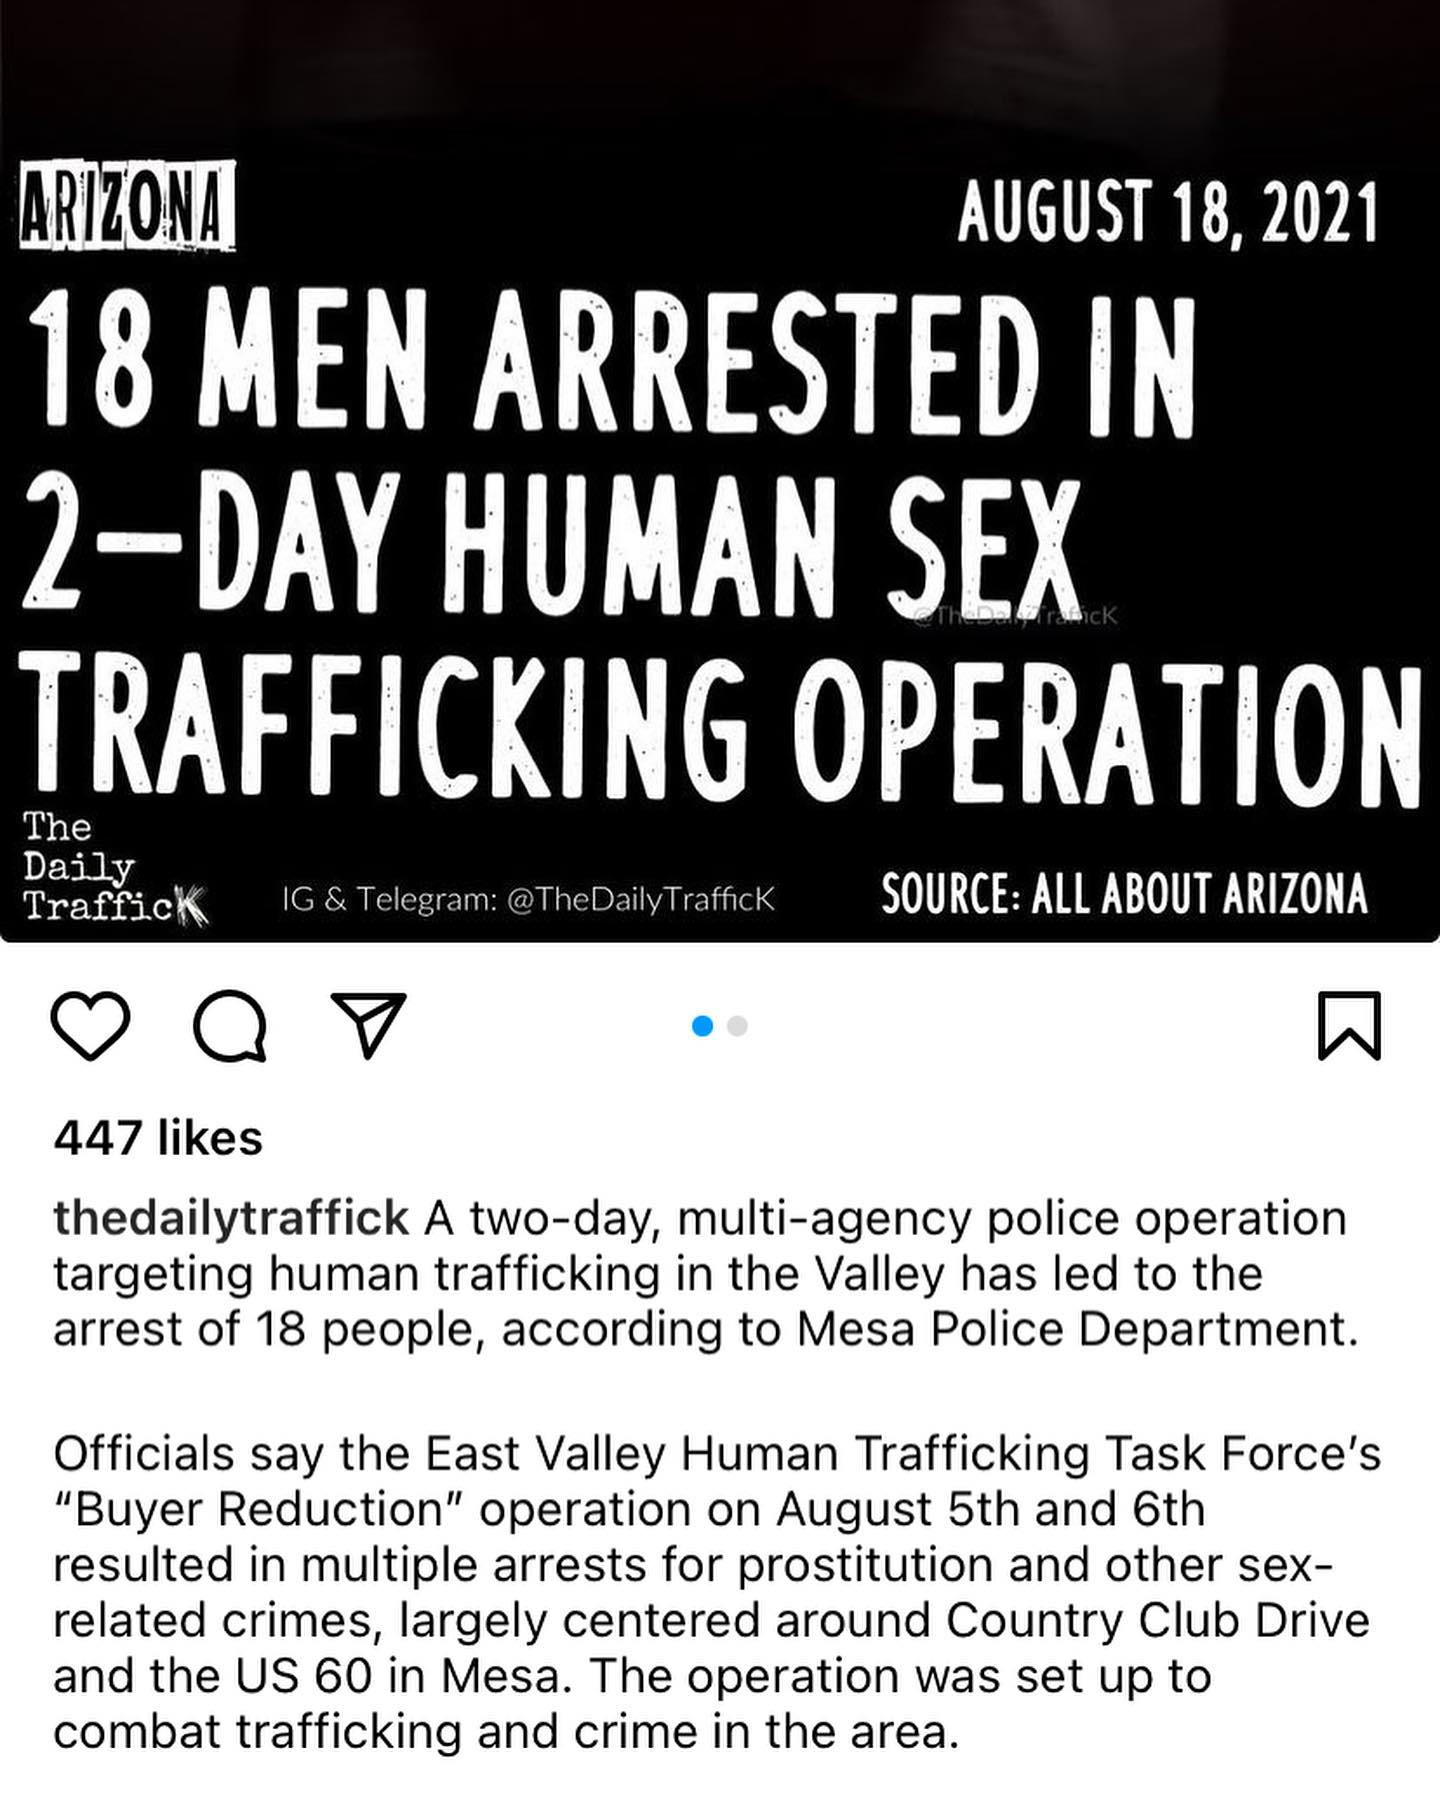 ARIZONA
AUGUST 18, 2021
18 MEN ARRESTED IN
2–DAY HUMAN SEX
@TheDailyTraffcK
TRAFFICKING OPERATION
The
Daily
TrafficK
IG & Telegram: @TheDailyTrafficK
SOURCE: ALL ABOUT ARIZONA
447 likes
thedailytraffick A two-day, multi-agency police operation
targeting human trafficking in the Valley has led to the
arrest of 18 people, according to Mesa Police Department.
Officials say the East Valley Human Trafficking Task Force’s
“Buyer Reduction” operation on August 5th and 6th
resulted in multiple arrests for prostitution and other sex-
related crimes, largely centered around Country Club Drive
and the US 60 in Mesa. The operation was set up to
combat trafficking and crime in the area.